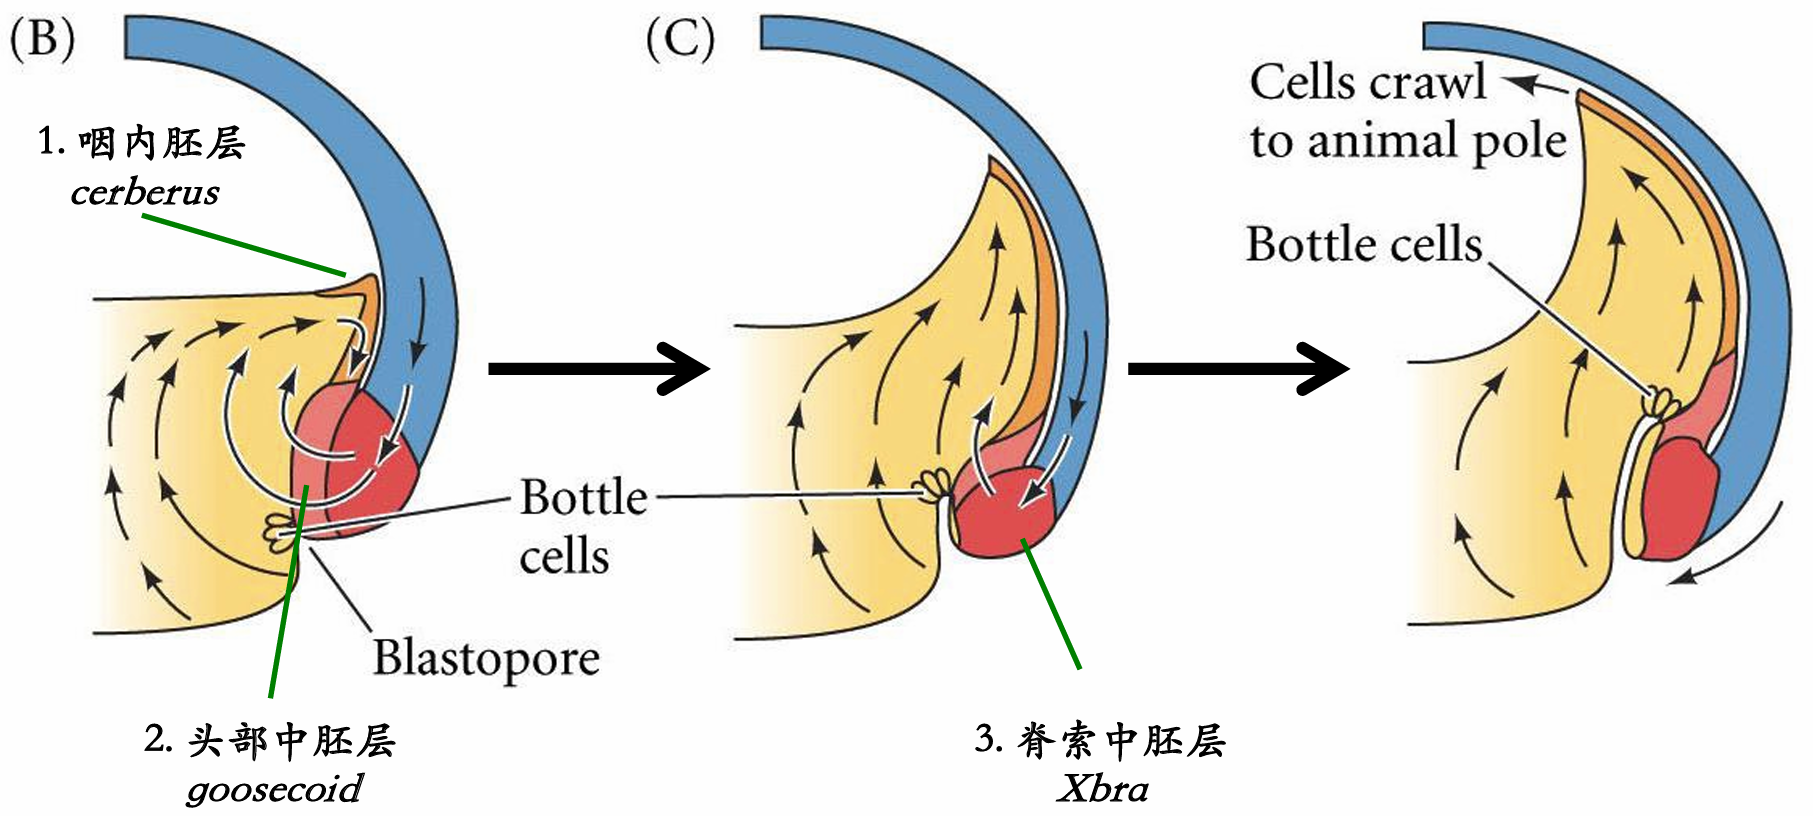 (B)
1. 咽内胚层
cerberus
Bottle
cells
Blastopore
2. 头部中胚层
goosecoid
(C)
3. 脊索中胚层
Xbra
Cells crawl
to animal pole
Bottle cells